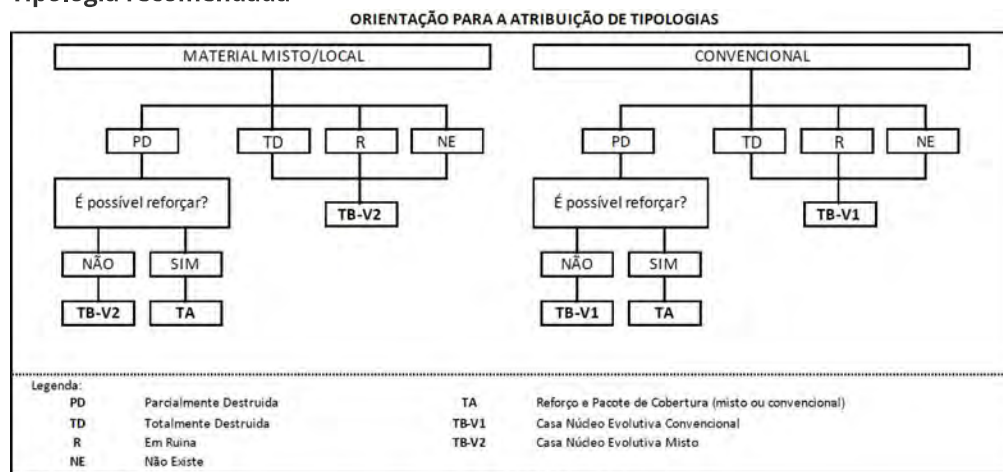 Tipologia recomendada
ORIENTAÇÃO PARA A ATRIBUIÇÃO DE TIPOLOGIAS
MATERIAL MISTO/LOCAL
CONVENCIONAL
PD TD R NE
PD TD R NE
É possível reforçar?
TB-V2
É possível reforçar?
TB-V1
NÃO SIM
NÃO SIM
TB-V2 TA
TB-V1 TA
Legenda:
PD Parcialmente Destruida
TD Totalmente Destruida
R Em Ruina
NE Não Existe
TA Reforço e Pacote de Cobertura (misto ou convencional)
TB-V1 Casa Núcleo Evolutiva Convencional
TB-V2 Casa Núcleo Evolutiva Misto